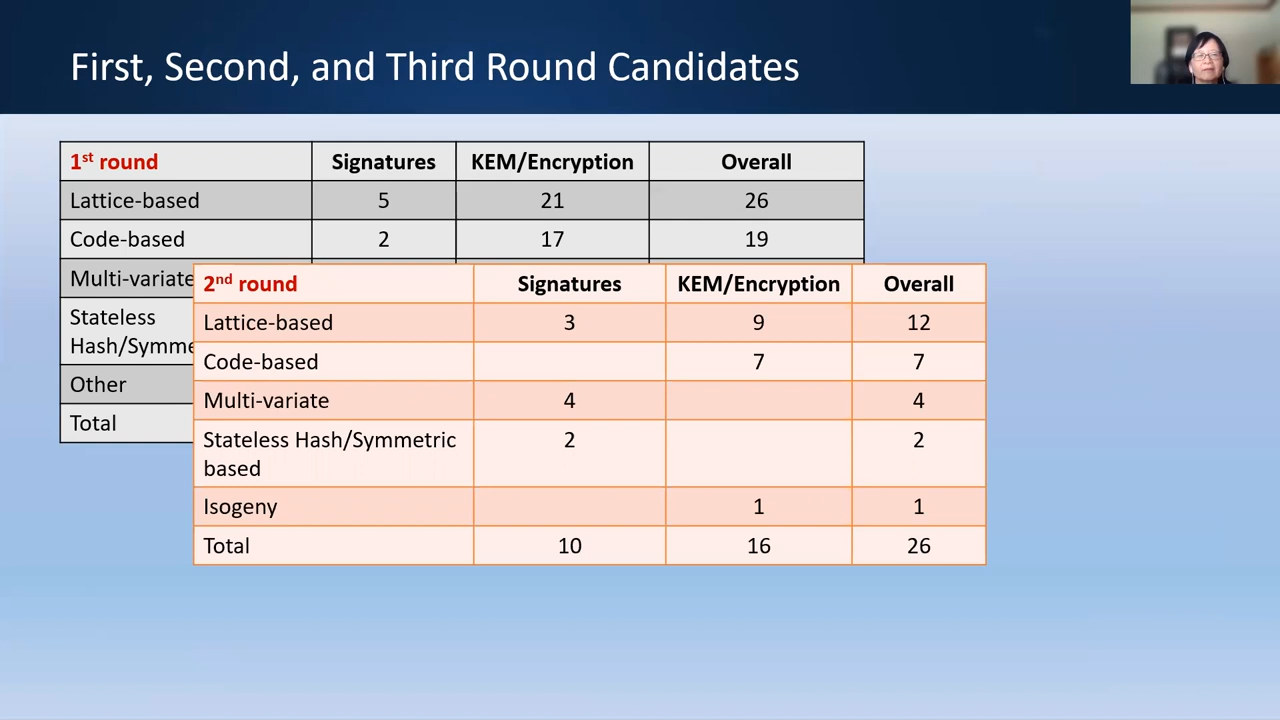 First, Second, and Third Round Candidates
1st round Signatures KEM/Encryption Overall
Lattice-based 5 21 26
Code-based 2 17 19
Multi-variate
Stateless
Hash/Symme
Other
Total
2nd round Signatures KEM/Encryption Overall
Lattice-based 3 9 12
Code-based 7 7
Multi-variate 4 4
Stateless Hash/Symmetric 2 2
based
Isogeny 1 1
Total 10 16 26